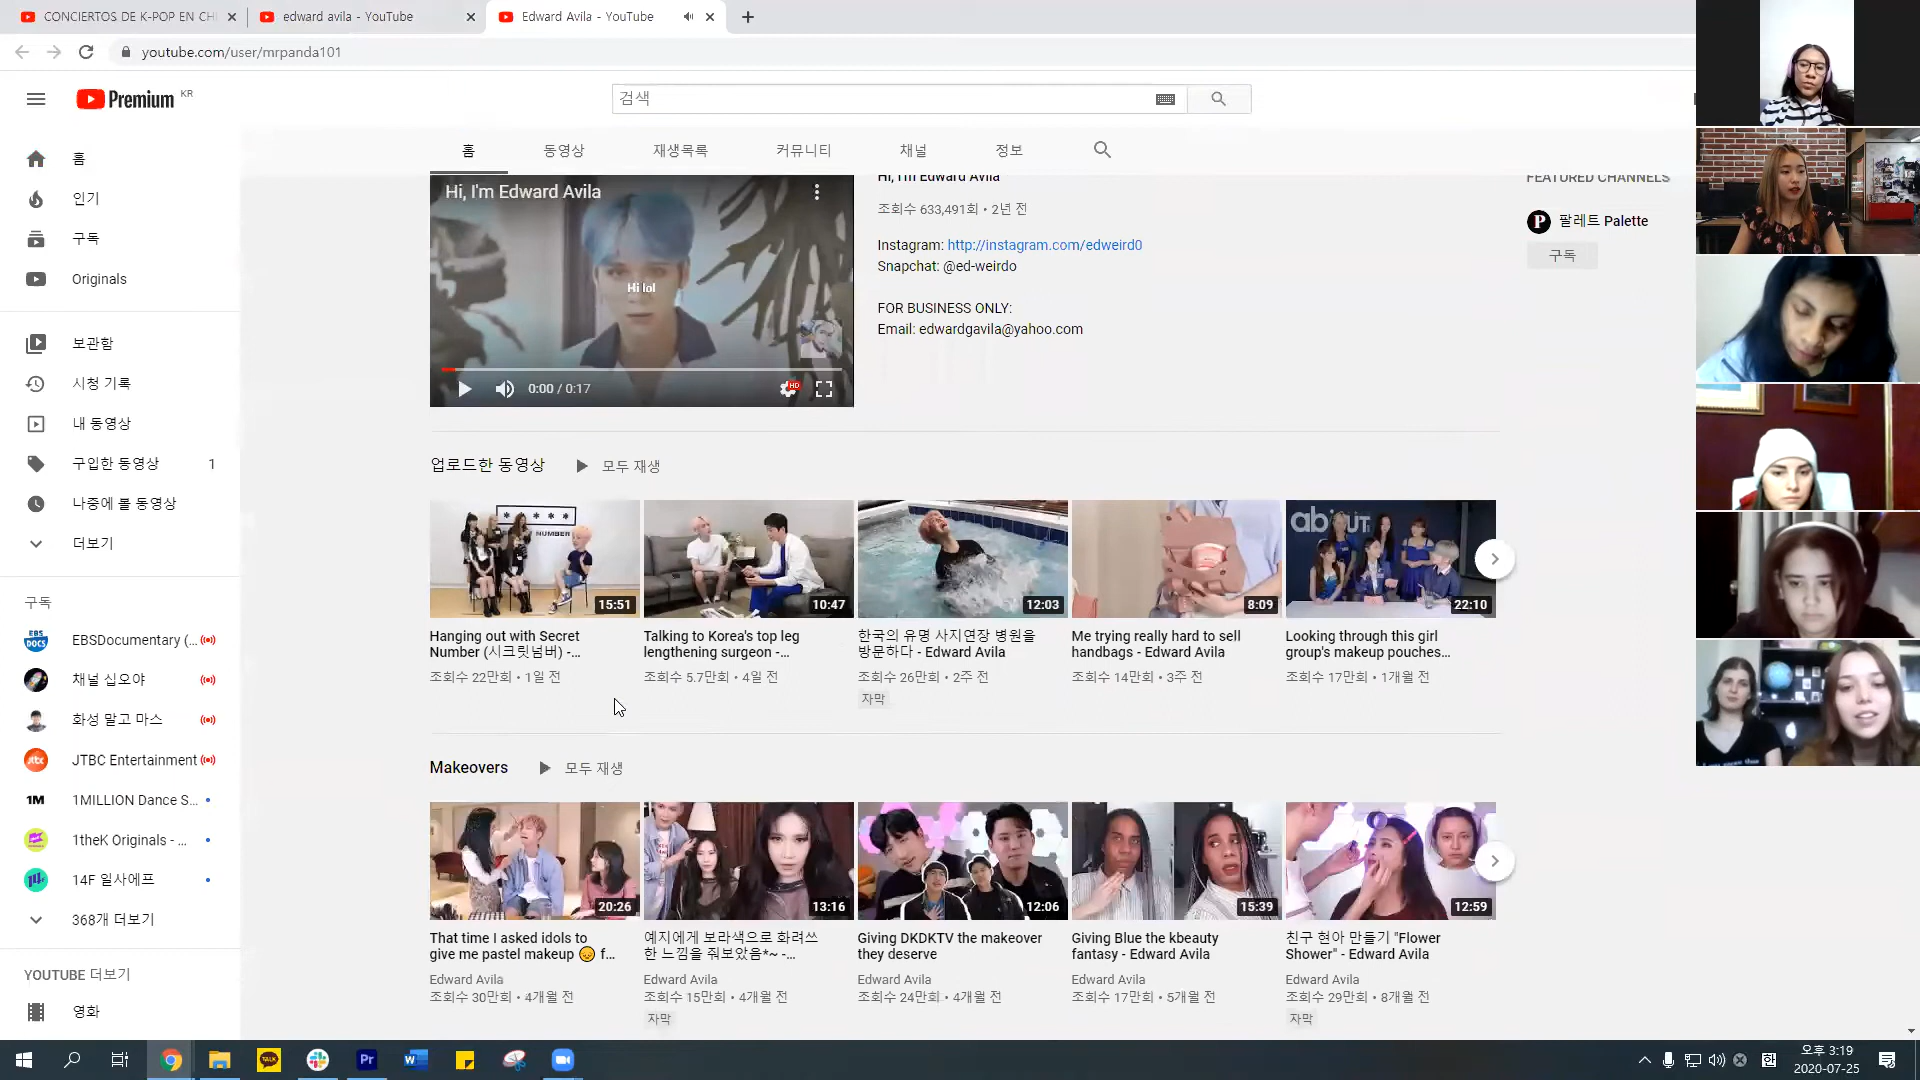 CONCIERTOS DE K-POP EN CHI
edward avila - YouTube
Edward Avila - YouTube
youtube.com/user/mrpanda101
Premium KR
검색
홈
인기
구독
Originals
보관함
시청 기록
내 동영상
구입한 동영상 1
나중에 볼 동영상
더보기
구독
EBSDocumentary (...
채널 십오야
화성 말고 마스
JTBC Entertainment
1MILLION Dance S...
1theK Originals - ...
14F 일사에프
368개 더보기
YOUTUBE 더보기
영화
홈 동영상 재생목록 커뮤니티 채널 정보
Hi, I'm Edward Avila
Hi lol
0:00 / 0:17
HD
Hi, I'm Edward Avila
조회수 633,491회 • 2년 전
Instagram: http://instagram.com/edweird0
Snapchat: @ed-weirdo
FOR BUSINESS ONLY:
Email: edwardgavila@yahoo.com
FEATURED CHANNELS
P
팔레트 Palette
구독
업로드한 동영상 모두 재생
* * * * *
NUMBER
15:51
Hanging out with Secret
Number (시크릿넘버) -...
조회수 22만회 • 1일 전
10:47
Talking to Korea's top leg
lengthening surgeon -...
조회수 5.7만회 • 4일 전
12:03
한국의 유명 사지연장 병원을
방문하다 - Edward Avila
조회수 26만회 • 2주 전
자막
8:09
Me trying really hard to sell
handbags - Edward Avila
조회수 14만회 • 3주 전
22:10
Looking through this girl
group's makeup pouches...
조회수 17만회 • 1개월 전
Makeovers 모두 재생
20:26
That time I asked idols to
give me pastel makeup 😞 f...
Edward Avila
조회수 30만회 • 4개월 전
13:16
예지에게 보라색으로 화려쓰
한 느낌을 줘보았음*~ -...
Edward Avila
조회수 15만회 • 4개월 전
자막
12:06
Giving DKDKTV the makeover
they deserve
Edward Avila
조회수 24만회 • 4개월 전
15:39
Giving Blue the kbeauty
fantasy - Edward Avila
Edward Avila
조회수 17만회 • 5개월 전
12:59
친구 현아 만들기 "Flower
Shower" - Edward Avila
Edward Avila
조회수 29만회 • 8개월 전
자막
EBS
DOCS
jtbc
1M
14
TALK
Pr
W
한
오후 3:19
2020-07-25